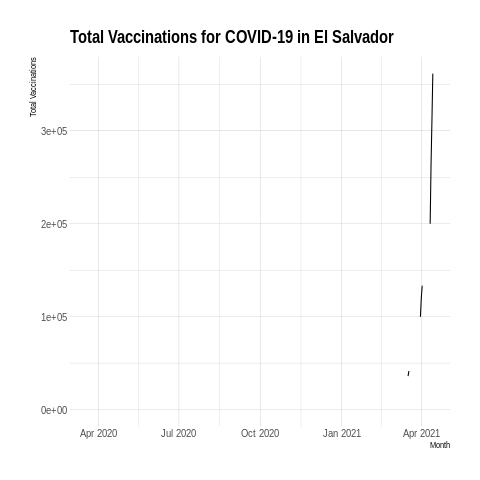 Total Vaccinations for COVID-19 in El Salvador
Total Vaccinations
3e+05
2e+05
1e+05
0e+00
Apr 2020 Jul 2020 Oct 2020 Jan 2021 Apr 2021
Month